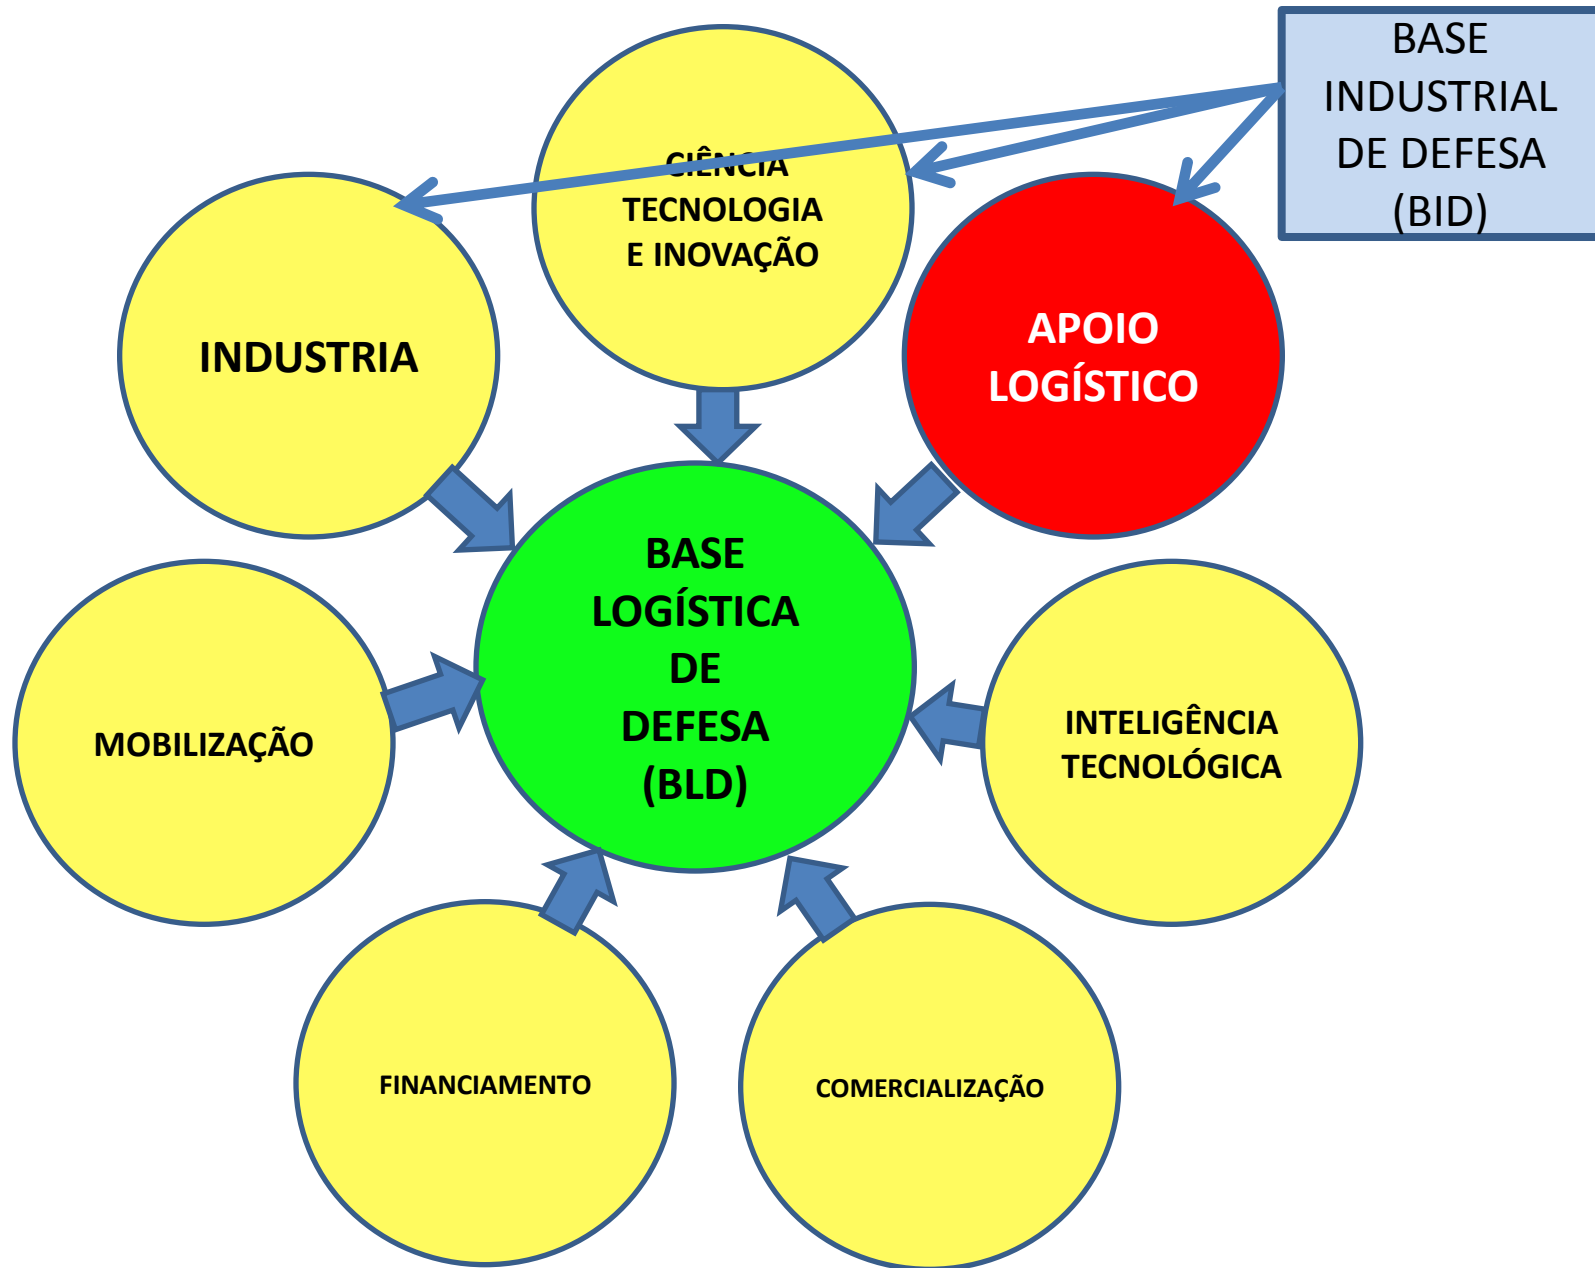 BASE
INDUSTRIAL
DE DEFESA
(BID)
CIÊNCIA
TECNOLOGIA
E INOVAÇÃO
INDUSTRIA
APOIO
LOGÍSTICO
BASE
LOGÍSTICA
DE
DEFESA
(BLD)
MOBILIZAÇÃO
INTELIGÊNCIA
TECNOLÓGICA
FINANCIAMENTO
COMERCIALIZAÇÃO